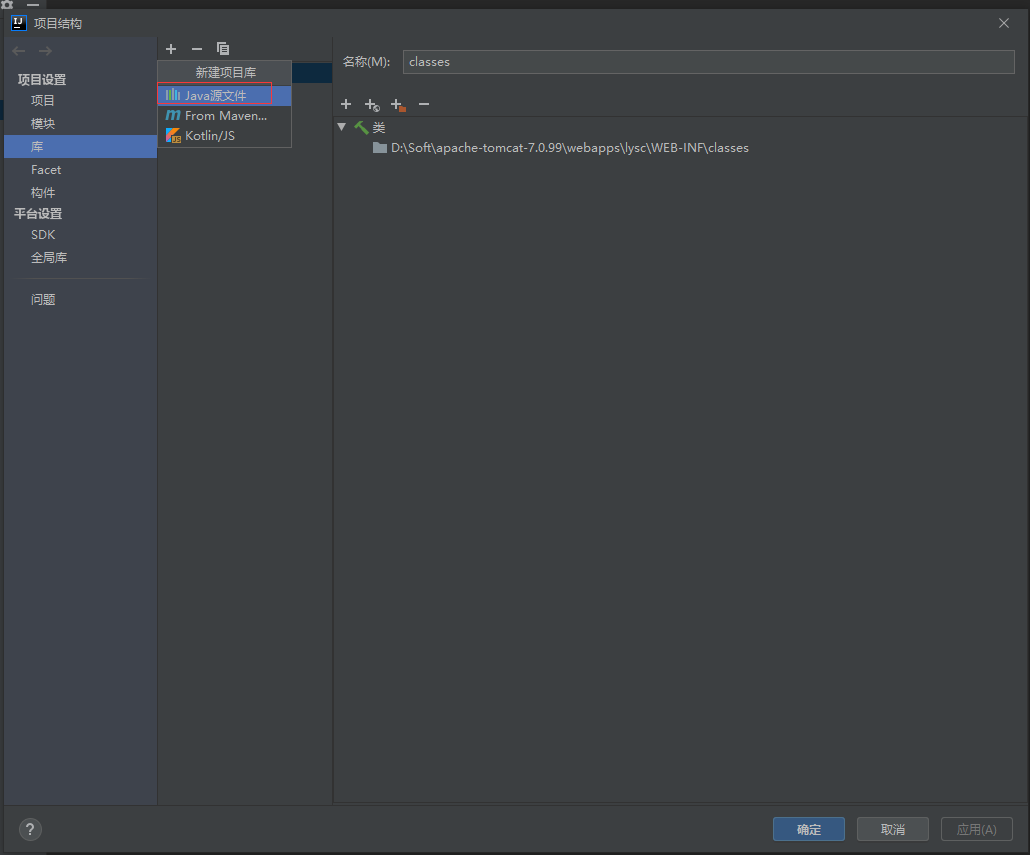 项目结构
项目设置
项目
模块
库
Facet
构件
平台设置
SDK
全局库
问题
新建项目库
Java源文件
From Maven...
Kotlin/JS
名称(M):
classes
类
D:\Soft\apache-tomcat-7.0.99\webapps\lysc\WEB-INF\classes
?
确定
取消
应用(A)